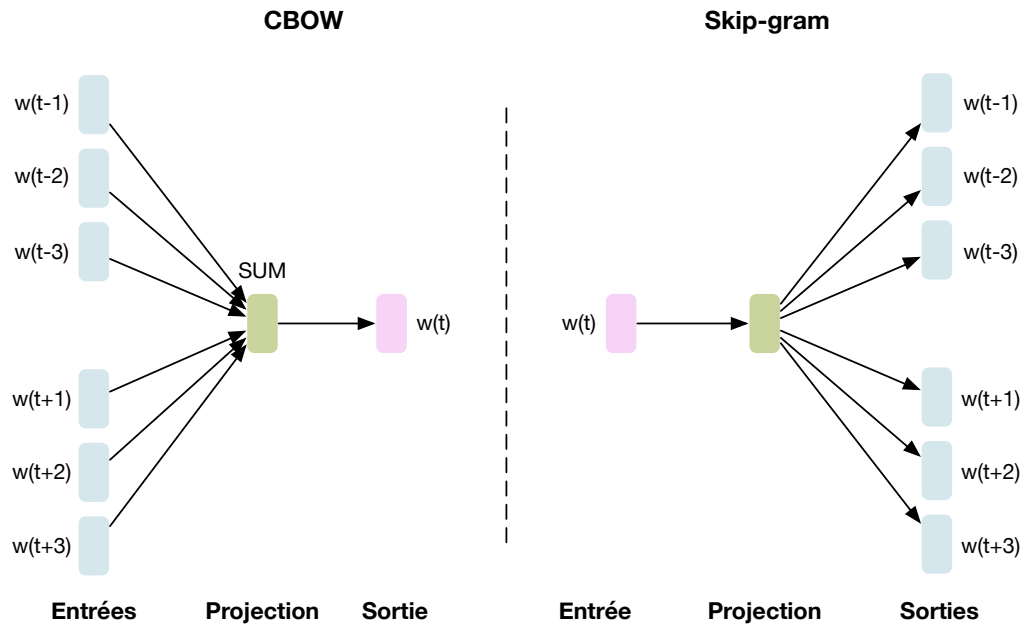 CBOW
w(t-1)
w(t-2)
w(t-3)
SUM
w(t)
w(t+1)
w(t+2)
w(t+3)
Entrées
Projection
Sortie
Skip-gram
w(t-1)
w(t-2)
w(t-3)
w(t)
w(t+1)
w(t+2)
w(t+3)
Entrée
Projection
Sorties